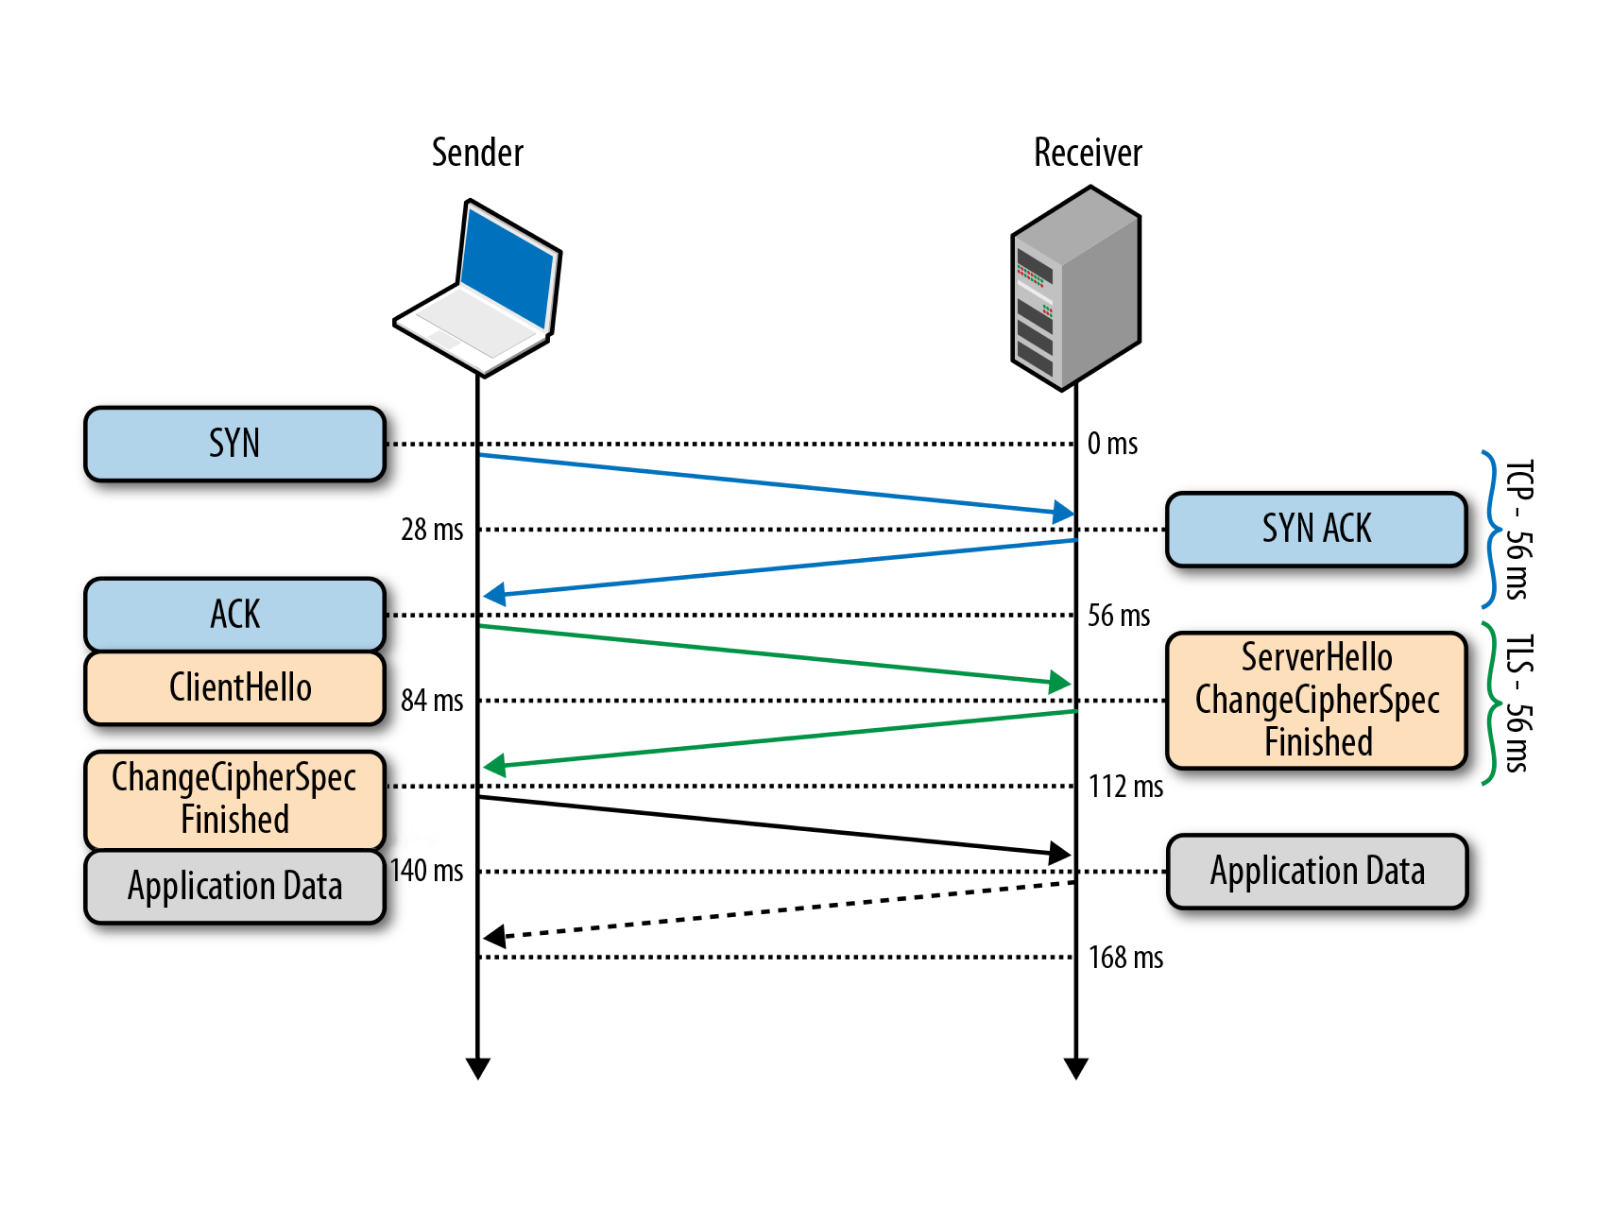 Sender
Receiver
SYN
0 ms
28 ms
SYN ACK
TCP - 56 ms
ACK
56 ms
ClientHello
84 ms
ServerHello
ChangeCipherSpec
Finished
TLS - 56 ms
ChangeCipherSpec
Finished
112 ms
Application Data
140 ms
Application Data
168 ms